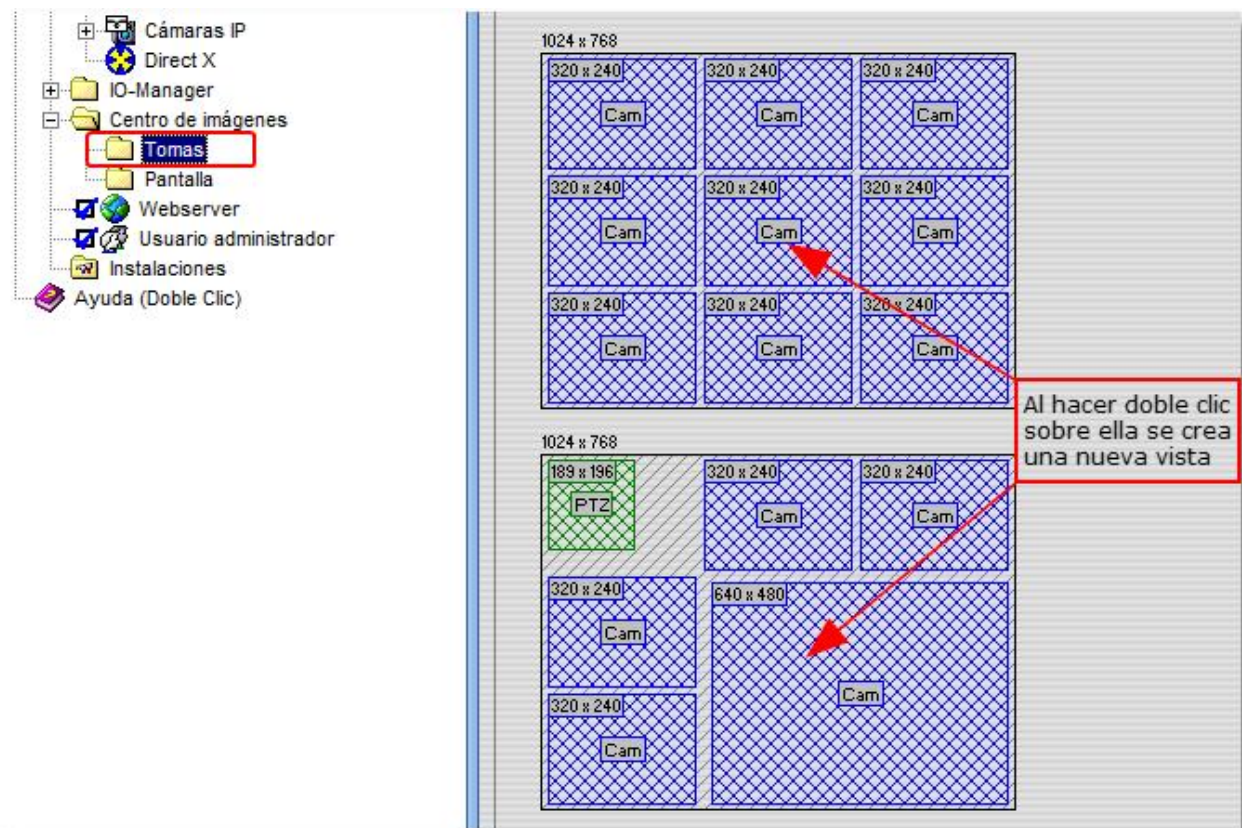 Cámaras IP
Direct X
IO-Manager
Centro de imágenes
Tomas
Pantalla
Webserver
Usuario administrador
Instalaciones
Ayuda (Doble Clic)
1024 x 768
320 x 240 320 x 240 320 x 240
Cam Cam Cam
320 x 240 320 x 240 320 x 240
Cam Cam Cam
320 x 240 320 x 240 320 x 240
Cam Cam Cam
Al hacer doble clic
sobre ella se crea
una nueva vista
1024 x 768
189 x 196 320 x 240 320 x 240
PTZ Cam Cam
320 x 240 640 x 480
Cam
Cam
320 x 240
Cam